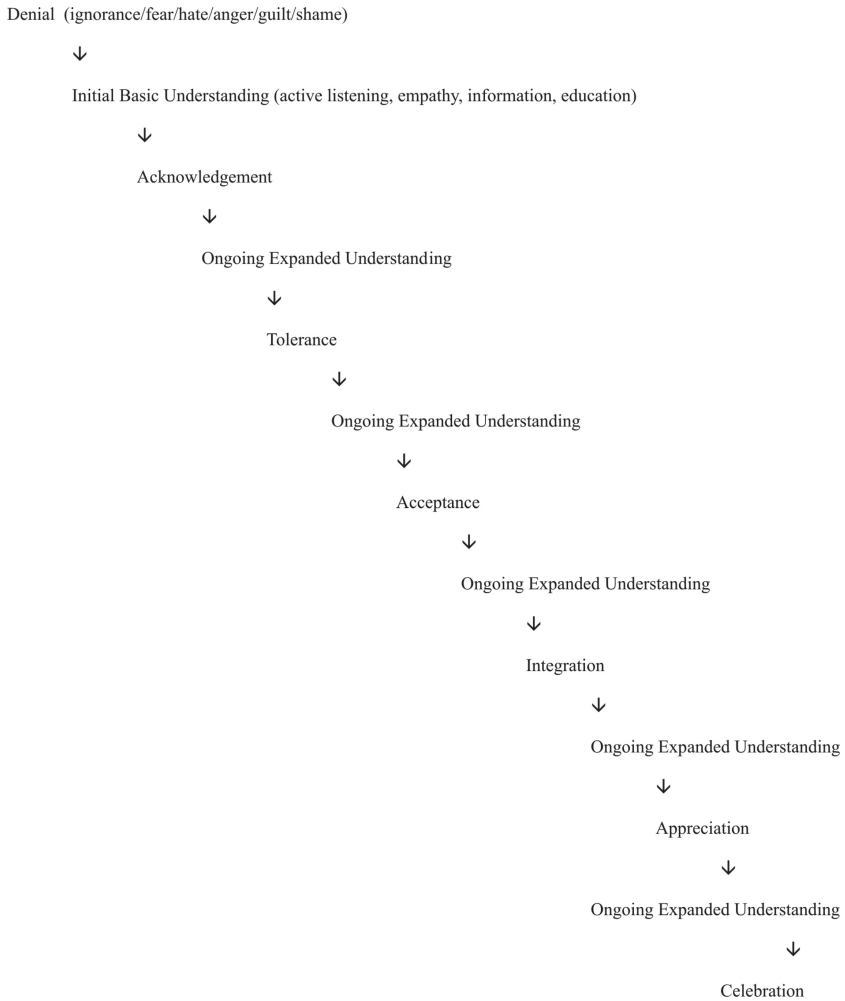 Denial (ignorance/fear/hate/anger/guilt/shame)
↓
Initial Basic Understanding (active listening, empathy, information, education)
↓
Acknowledgement
↓
Ongoing Expanded Understanding
↓
Tolerance
↓
Ongoing Expanded Understanding
↓
Acceptance
↓
Ongoing Expanded Understanding
↓
Integration
↓
Ongoing Expanded Understanding
↓
Appreciation
↓
Ongoing Expanded Understanding
↓
Celebration